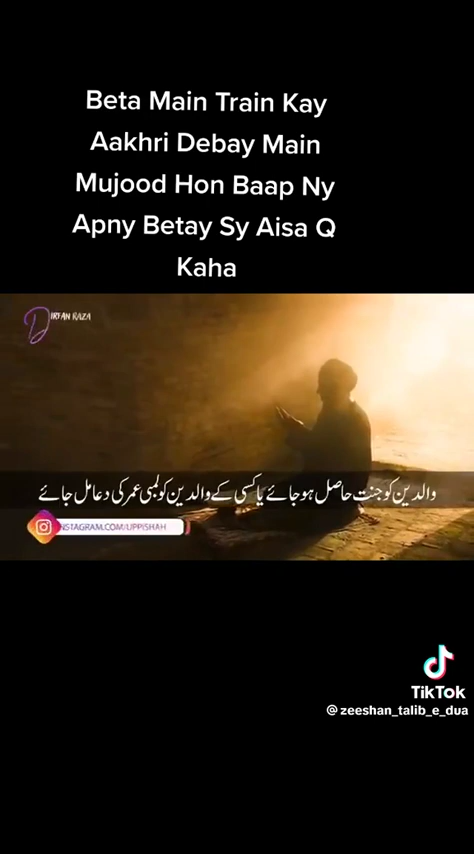 Beta Main Train Kay
Aakhri Debay Main
Mujood Hon Baap Ny
Apny Betay Sy Aisa Q
Kaha
DIRFAN RAZA
والدین کو جنت حاصل ہو جائے یا کسی کے والدین کو لمبی عمر کی دعا مل جائے
INSTAGRAM.COM/UPPISHAH
TikTok
@zeeshan_talib_e_dua